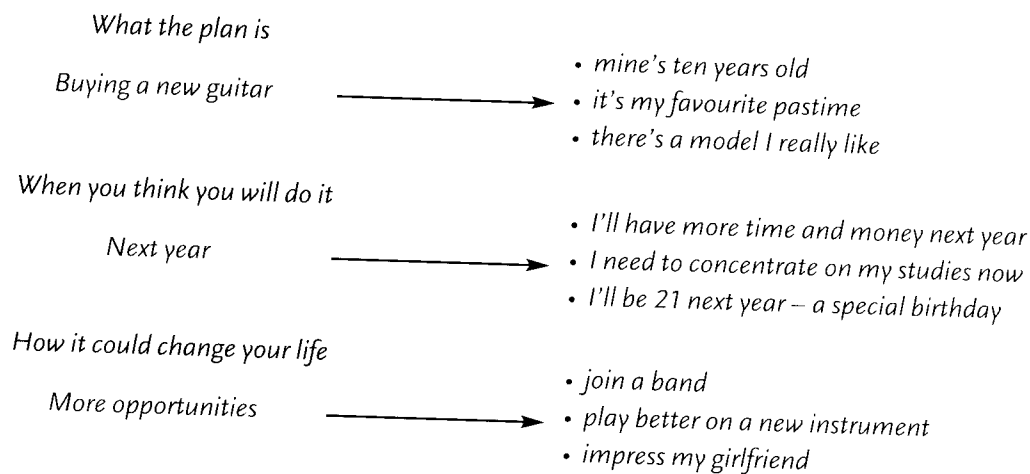 What the plan is
Buying a new guitar
• mine's ten years old
• it's my favourite pastime
• there's a model I really like
When you think you will do it
Next year
• I'll have more time and money next year
• I need to concentrate on my studies now
• I'll be 21 next year – a special birthday
How it could change your life
More opportunities
• join a band
• play better on a new instrument
• impress my girlfriend